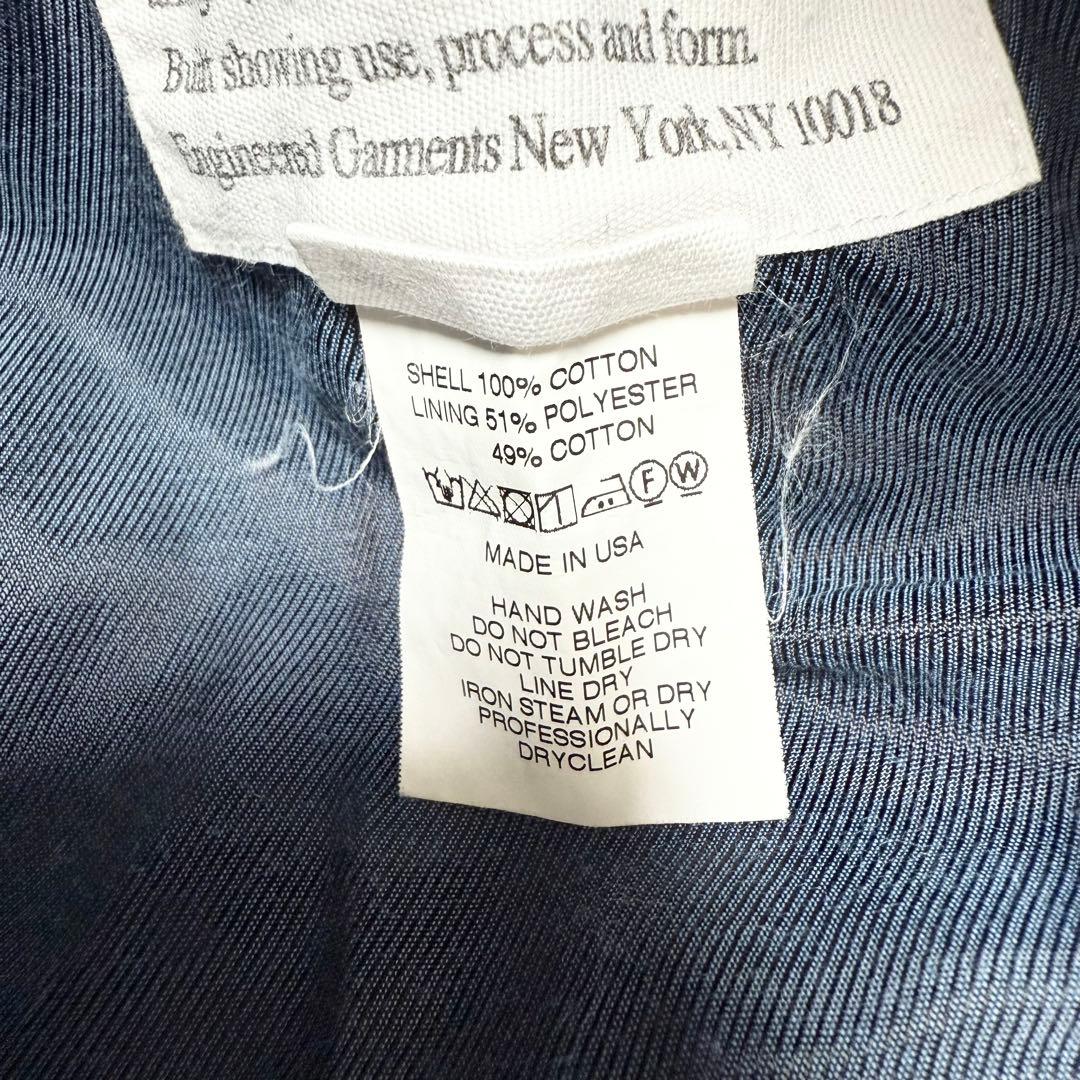 Built showing use, process and form.
Engineered Garments New York, NY 10018
SHELL 100% COTTON
LINING 51% POLYESTER
49% COTTON
F W
MADE IN USA
HAND WASH
DO NOT BLEACH
DO NOT TUMBLE DRY
LINE DRY
IRON STEAM OR DRY
PROFESSIONALLY
DRYCLEAN